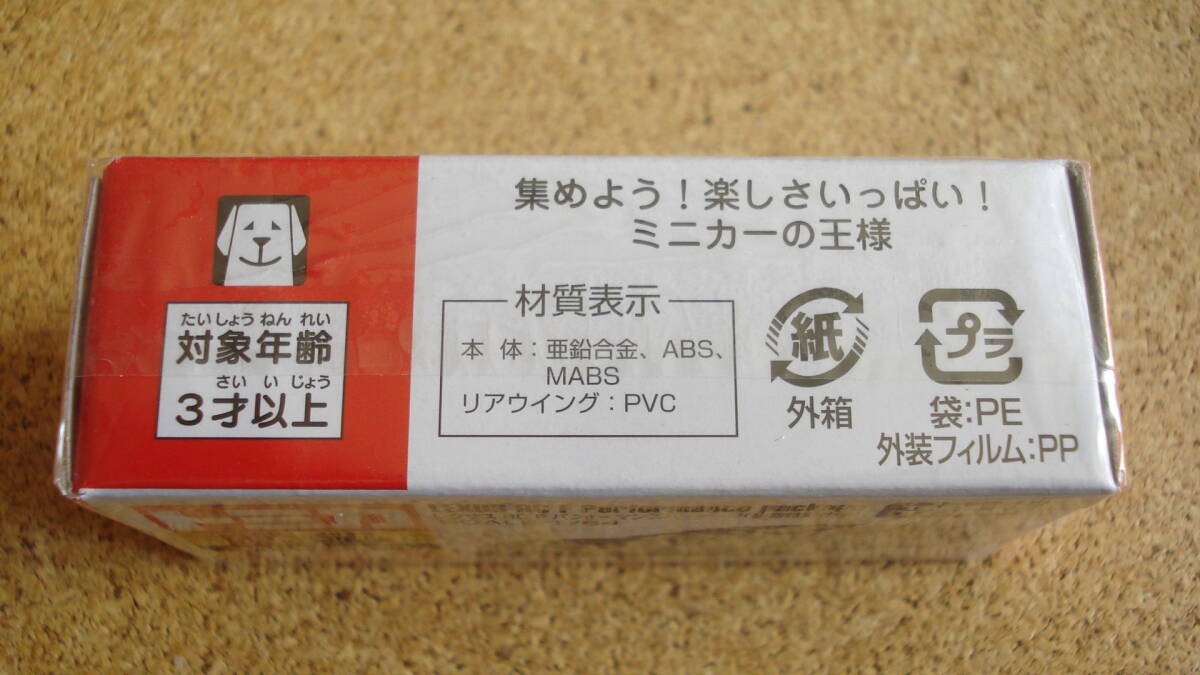 集めよう！楽しさいっぱい！
ミニカーの王様
たいしょうねんれい
対象年齢
さいいじょう
3才以上
材質表示
本体：亜鉛合金、ABS、
MABS
リアウイング：PVC
紙
外箱
プラ
袋：PE
外装フィルム：PP